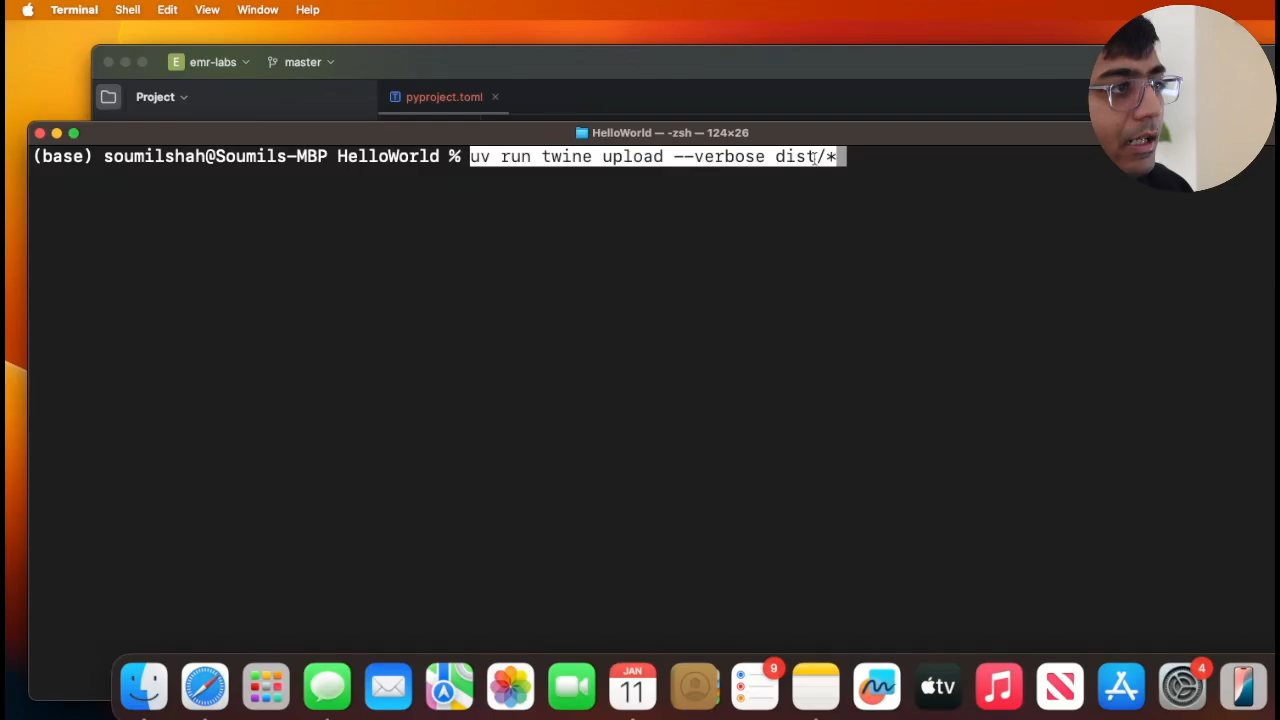 Terminal Shell Edit View Window Help
E emr-labs master
Project pyproject.toml
HelloWorld — -zsh — 124×26
(base) soumilshah@Soumils-MBP HelloWorld % uv run twine upload --verbose dist/*
9
JAN
11
tv
4